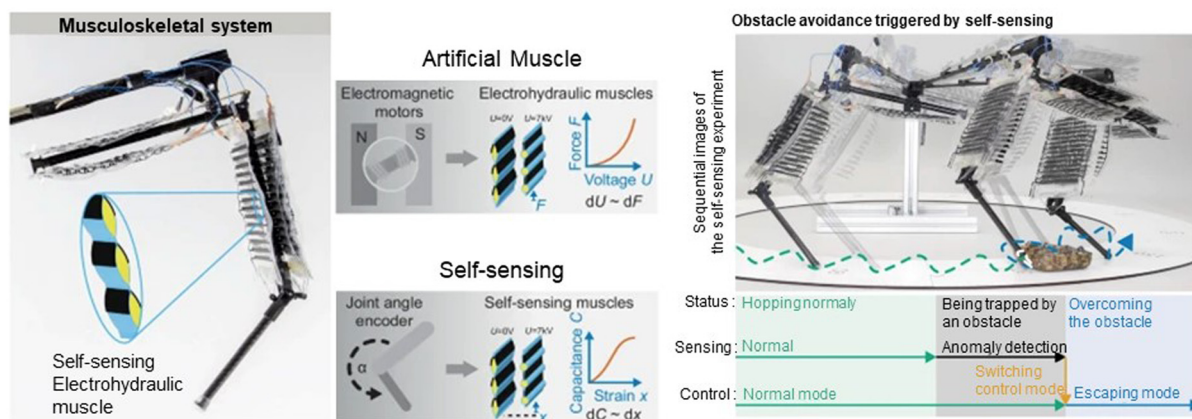 Musculoskeletal system
Self-sensing
Electrohydraulic
muscle
Artificial Muscle
Electromagnetic
motors
N
S
Electrohydraulic muscles
U=0V
U=7kV
F
Force F
Voltage U
dU ~ dF
Self-sensing
Joint angle
encoder
α
Self-sensing muscles
U=0V
U=7kV
x
Capacitance C
Strain x
dC ~ dx
Obstacle avoidance triggered by self-sensing
Sequential images of
the self-sensing experiment
Status :
Hopping normaly
Being trapped by
an obstacle
Overcoming
the obstacle
Sensing:
Normal
Anomaly detection
Switching
control mode
Control :
Normal mode
Escaping mode